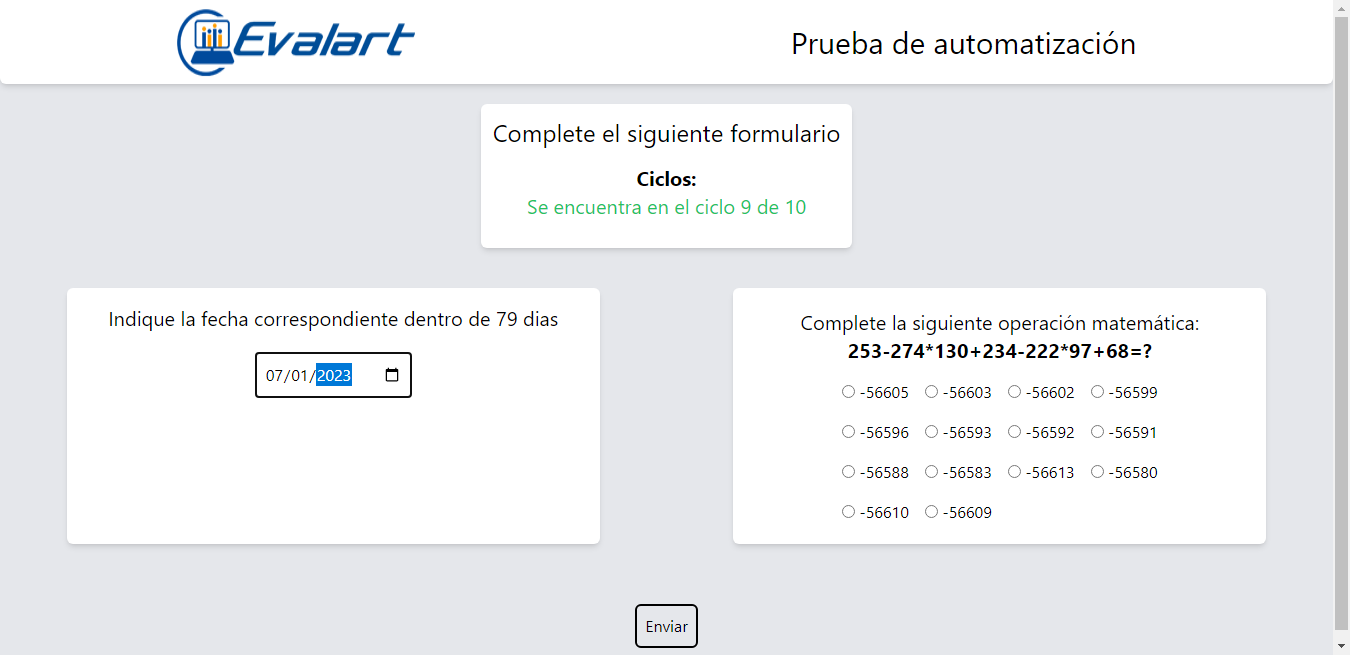 Evalart
Prueba de automatización
Complete el siguiente formulario
Ciclos:
Se encuentra en el ciclo 9 de 10
Indique la fecha correspondiente dentro de 79 dias
07/01/2023
Complete la siguiente operación matemática:
253-274*130+234-222*97+68=?
-56605 -56603 -56602 -56599
-56596 -56593 -56592 -56591
-56588 -56583 -56613 -56580
-56610 -56609
Enviar